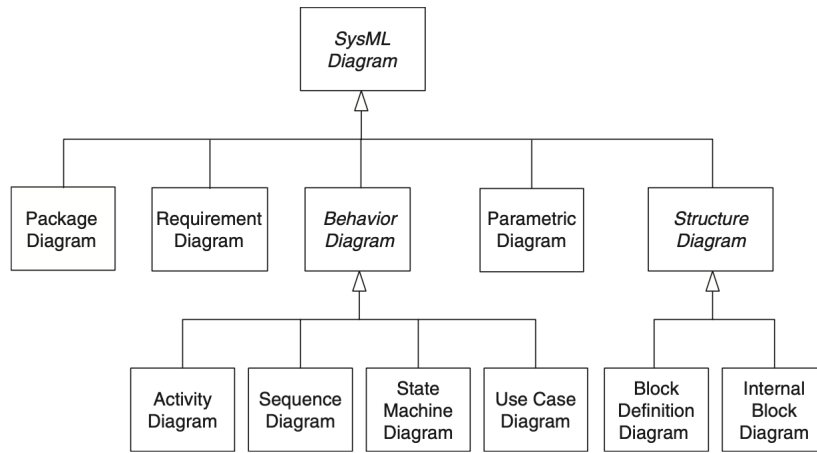 SysML
Diagram
Package
Diagram
Requirement
Diagram
Behavior
Diagram
Parametric
Diagram
Structure
Diagram
Activity
Diagram
Sequence
Diagram
State
Machine
Diagram
Use Case
Diagram
Block
Definition
Diagram
Internal
Block
Diagram